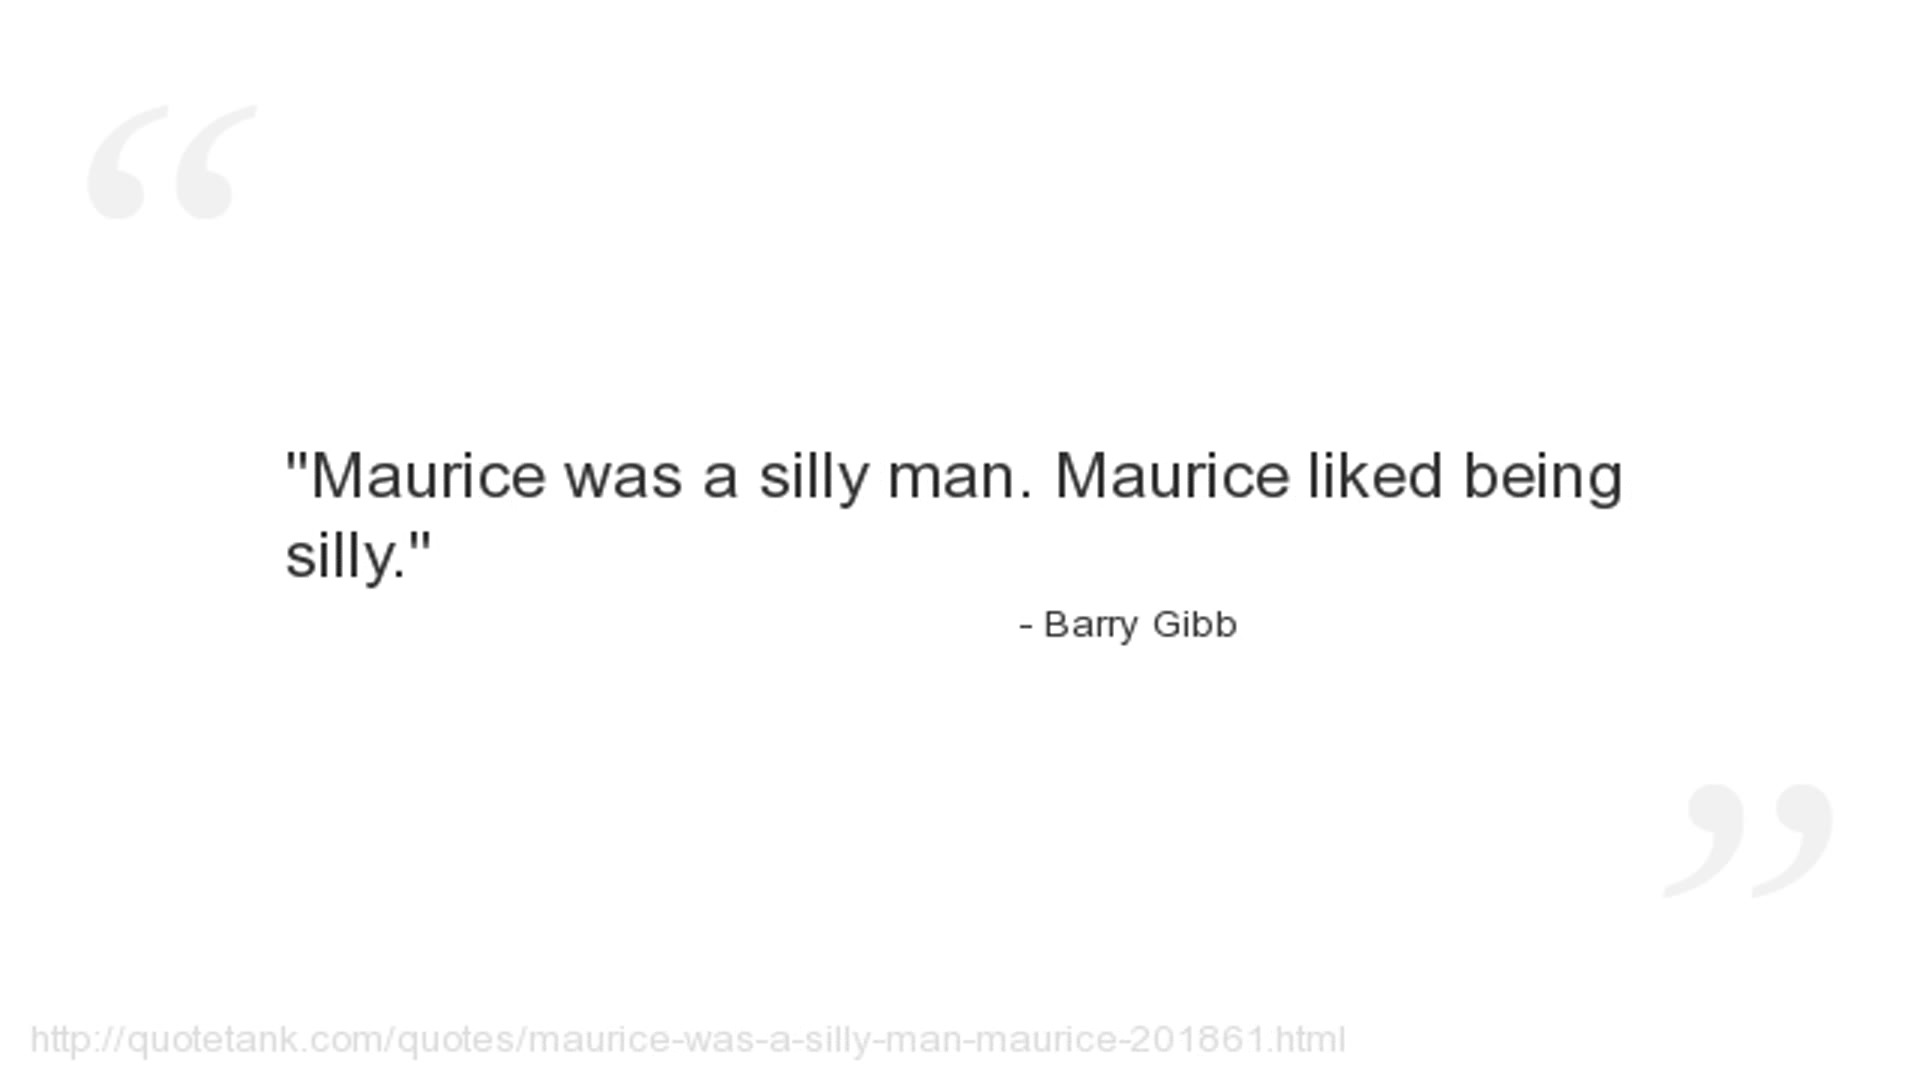 "Maurice was a silly man. Maurice liked being
silly."
- Barry Gibb
http://quotetank.com/quotes/maurice-was-a-silly-man-maurice-201861.html